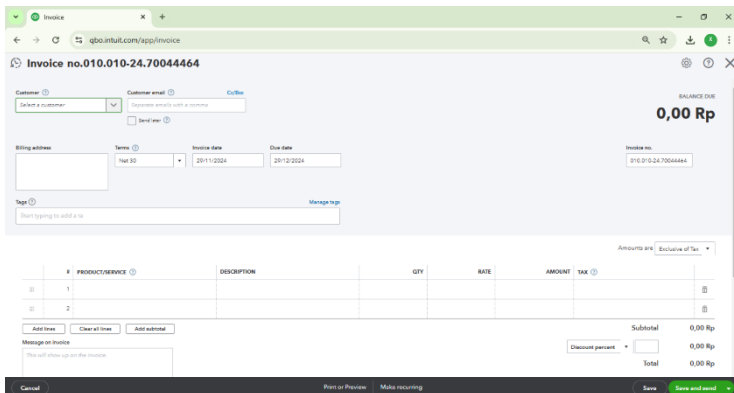 Invoice
qbo.intuit.com/app/invoice
Invoice no.010.010-24.70044464
Customer Customer email Cc/Bcc
BALANCE DUE
Select a customer Separate emails with a comma
0,00 Rp
Send later
Billing address Terms Invoice date Due date Invoice no.
Net 30 29/11/2024 29/12/2024 010.010-24.70044464
Tags Manage tags
Start typing to add a ta
Amounts are Exclusive of Tax
# PRODUCT/SERVICE DESCRIPTION QTY RATE AMOUNT TAX
1
2
Add lines Clear all lines Add subtotal Subtotal 0,00 Rp
Message on invoice Discount percent 0,00 Rp
This will show up on the invoice.
Total 0,00 Rp
Cancel Print or Preview Make recurring Save Save and send